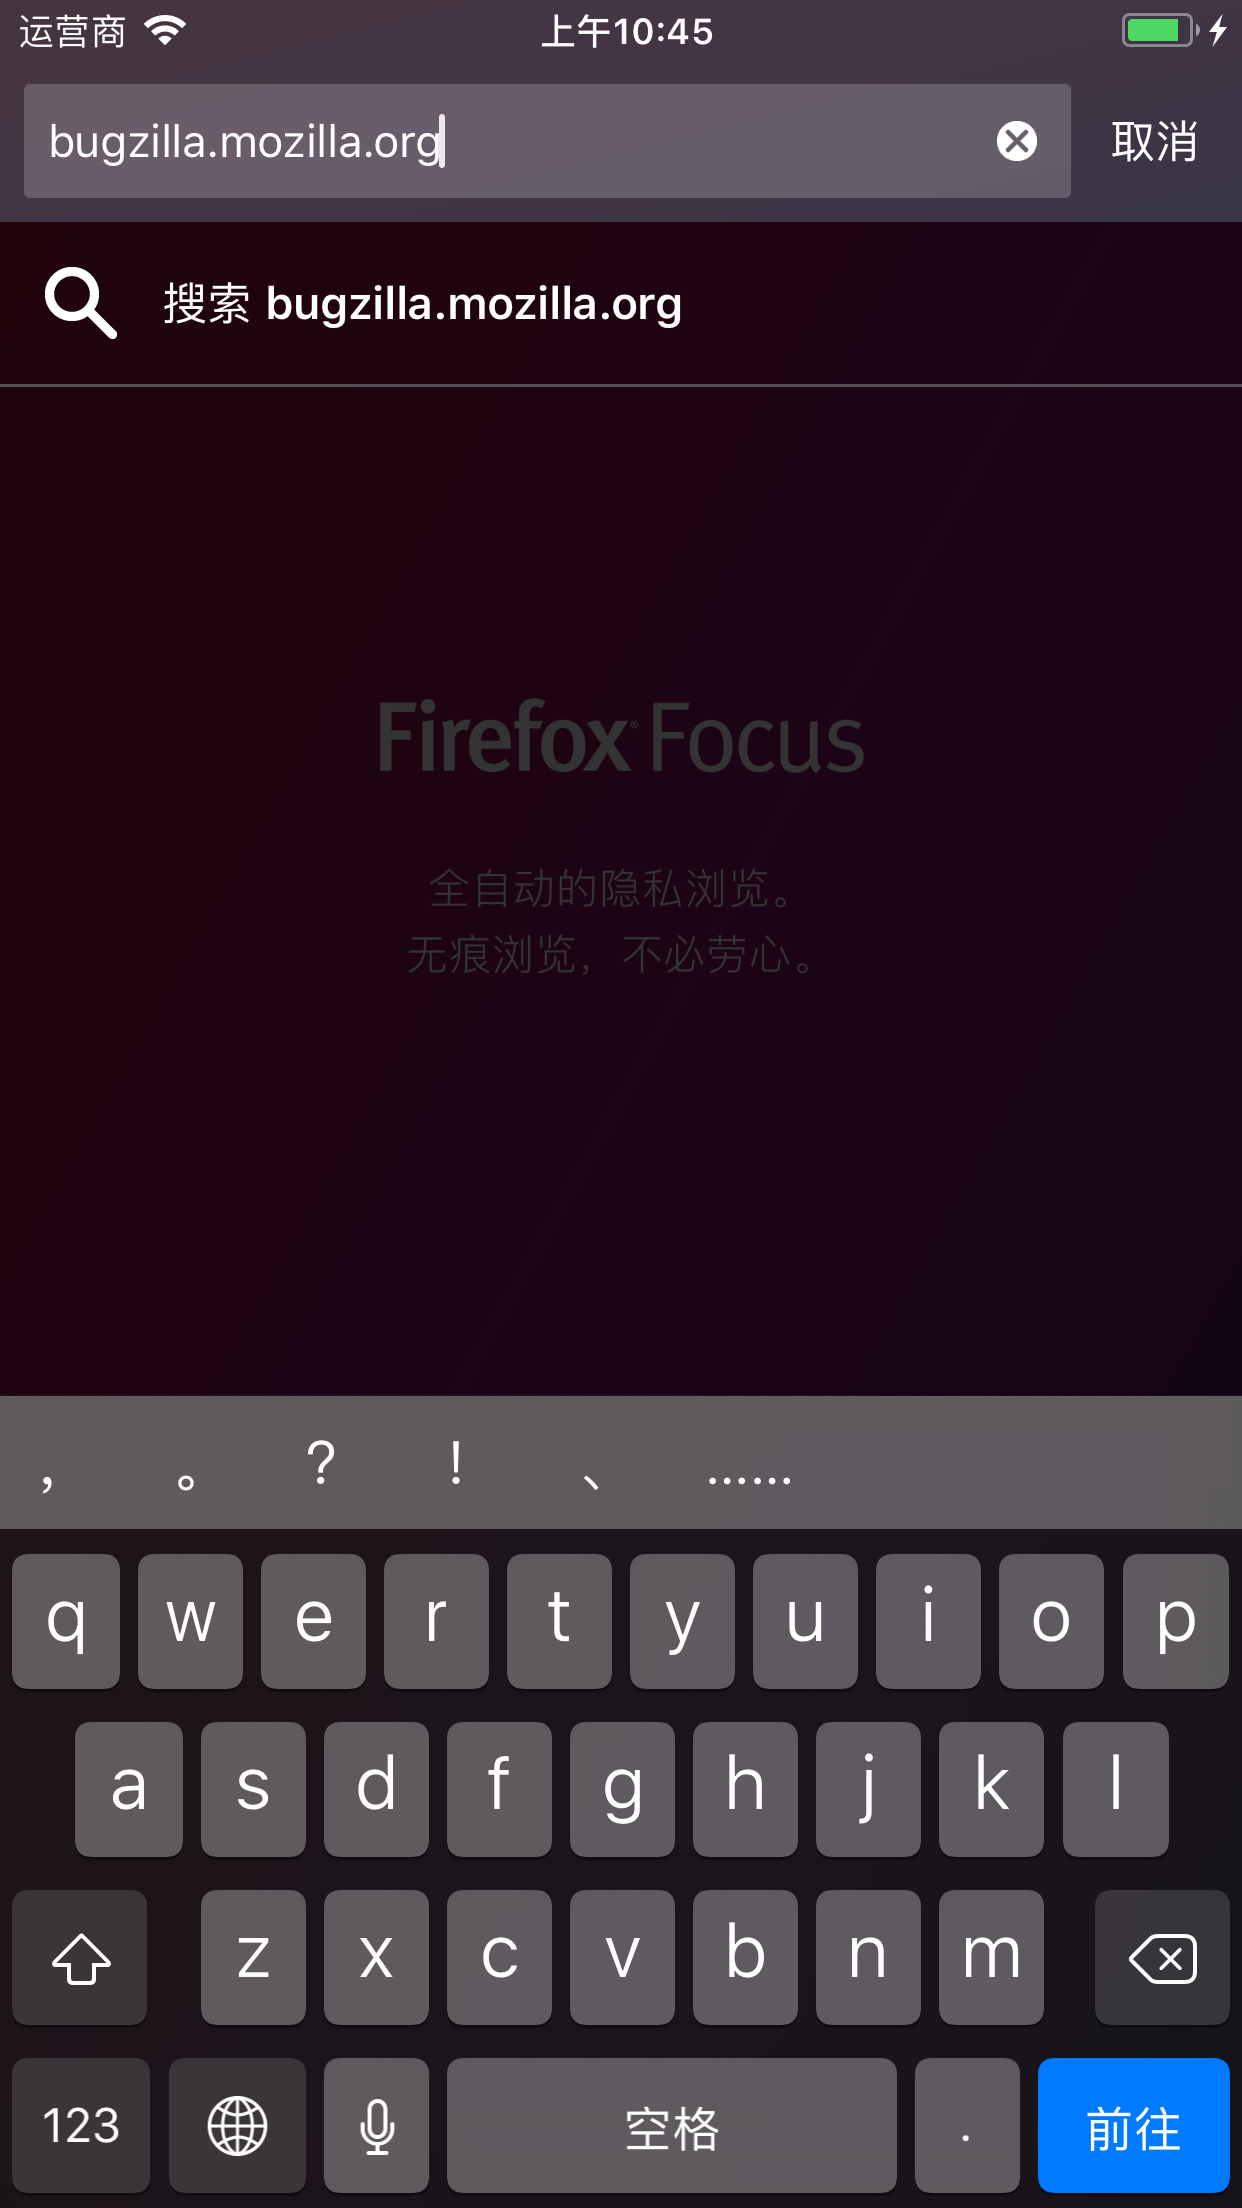 运营商 上午10:45
bugzilla.mozilla.org 取消
搜索 bugzilla.mozilla.org
Firefox® Focus
全自动的隐私浏览。
无痕浏览，不必劳心。
， 。 ？ ！ 、 ……
q w e r t y u i o p
a s d f g h j k l
z x c v b n m
123 空格 . 前往